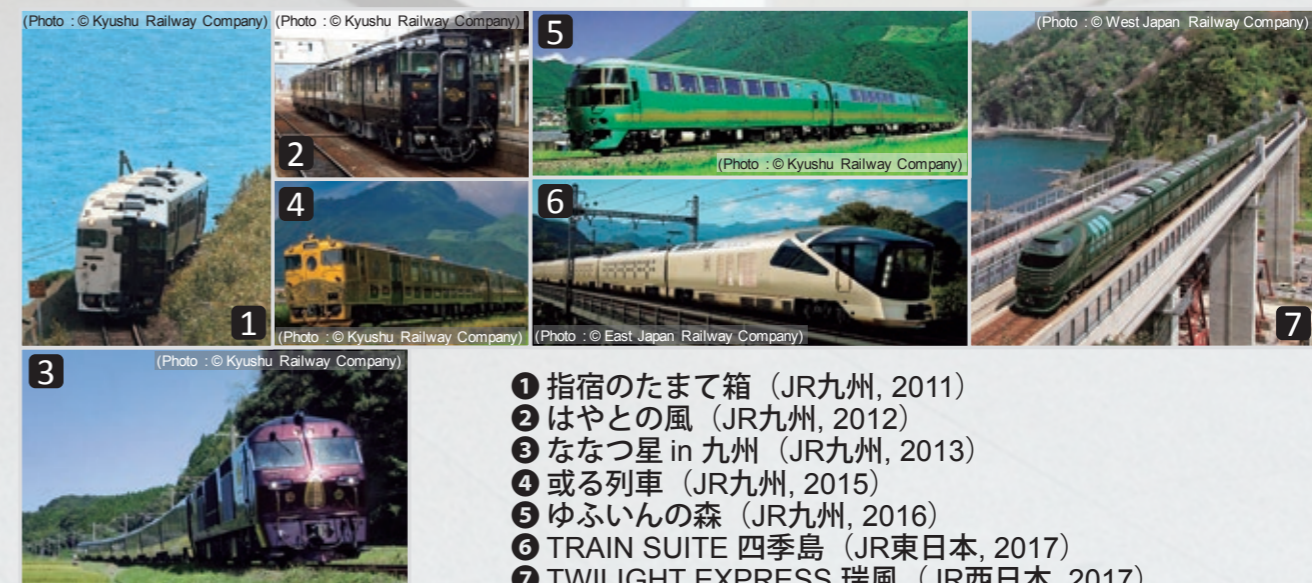 (Photo : © Kyushu Railway Company)
(Photo : © Kyushu Railway Company)
5
(Photo : © West Japan Railway Company)
2
(Photo : © Kyushu Railway Company)
4
6
1
(Photo : © Kyushu Railway Company)
(Photo : © East Japan Railway Company)
7
3
(Photo : © Kyushu Railway Company)
❶ 指宿のたまて箱（JR九州, 2011）
❷ はやとの風（JR九州, 2012）
❸ ななつ星 in 九州（JR九州, 2013）
❹ 或る列車（JR九州, 2015）
❺ ゆふいんの森（JR九州, 2016）
❻ TRAIN SUITE 四季島（JR東日本, 2017）
❼ TWILIGHT EXPRESS 瑞風（JR西日本, 2017）